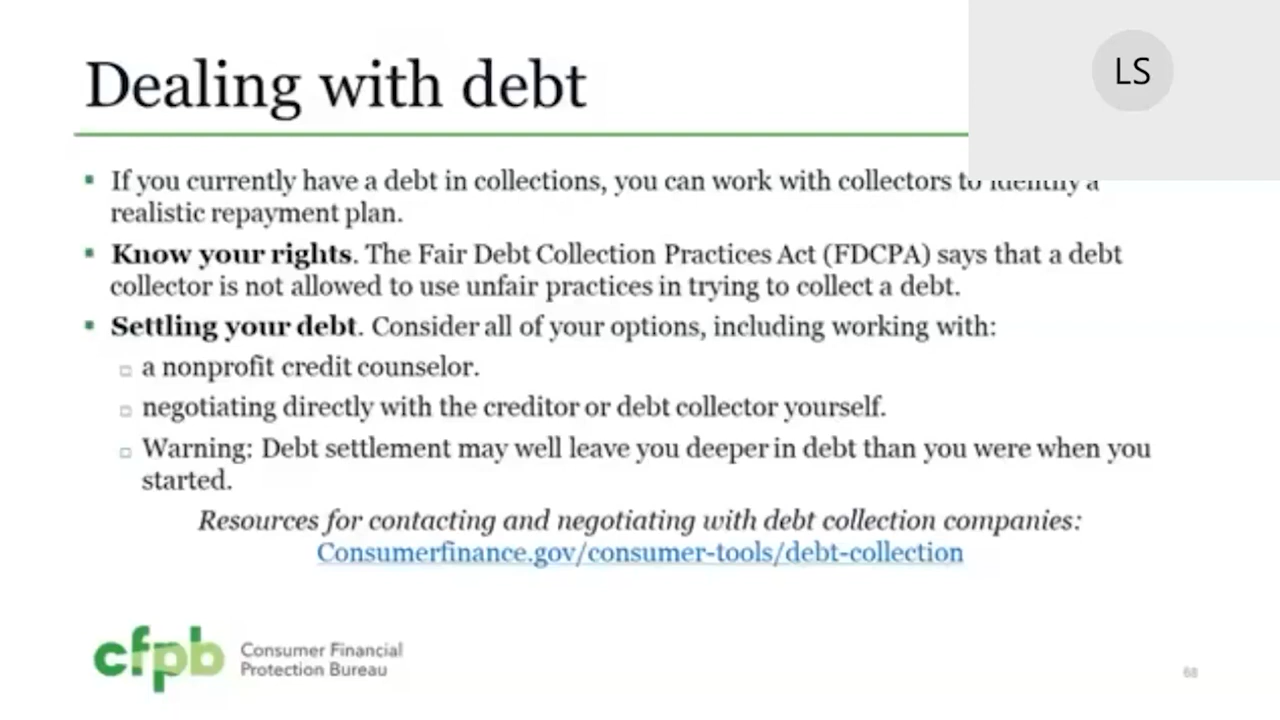 Dealing with debt
LS
If you currently have a debt in collections, you can work with collectors to identify a
realistic repayment plan.
Know your rights. The Fair Debt Collection Practices Act (FDCPA) says that a debt
collector is not allowed to use unfair practices in trying to collect a debt.
Settling your debt. Consider all of your options, including working with:
a nonprofit credit counselor.
negotiating directly with the creditor or debt collector yourself.
Warning: Debt settlement may well leave you deeper in debt than you were when you
started.
Resources for contacting and negotiating with debt collection companies:
Consumerfinance.gov/consumer-tools/debt-collection
cfpb
Consumer Financial
Protection Bureau